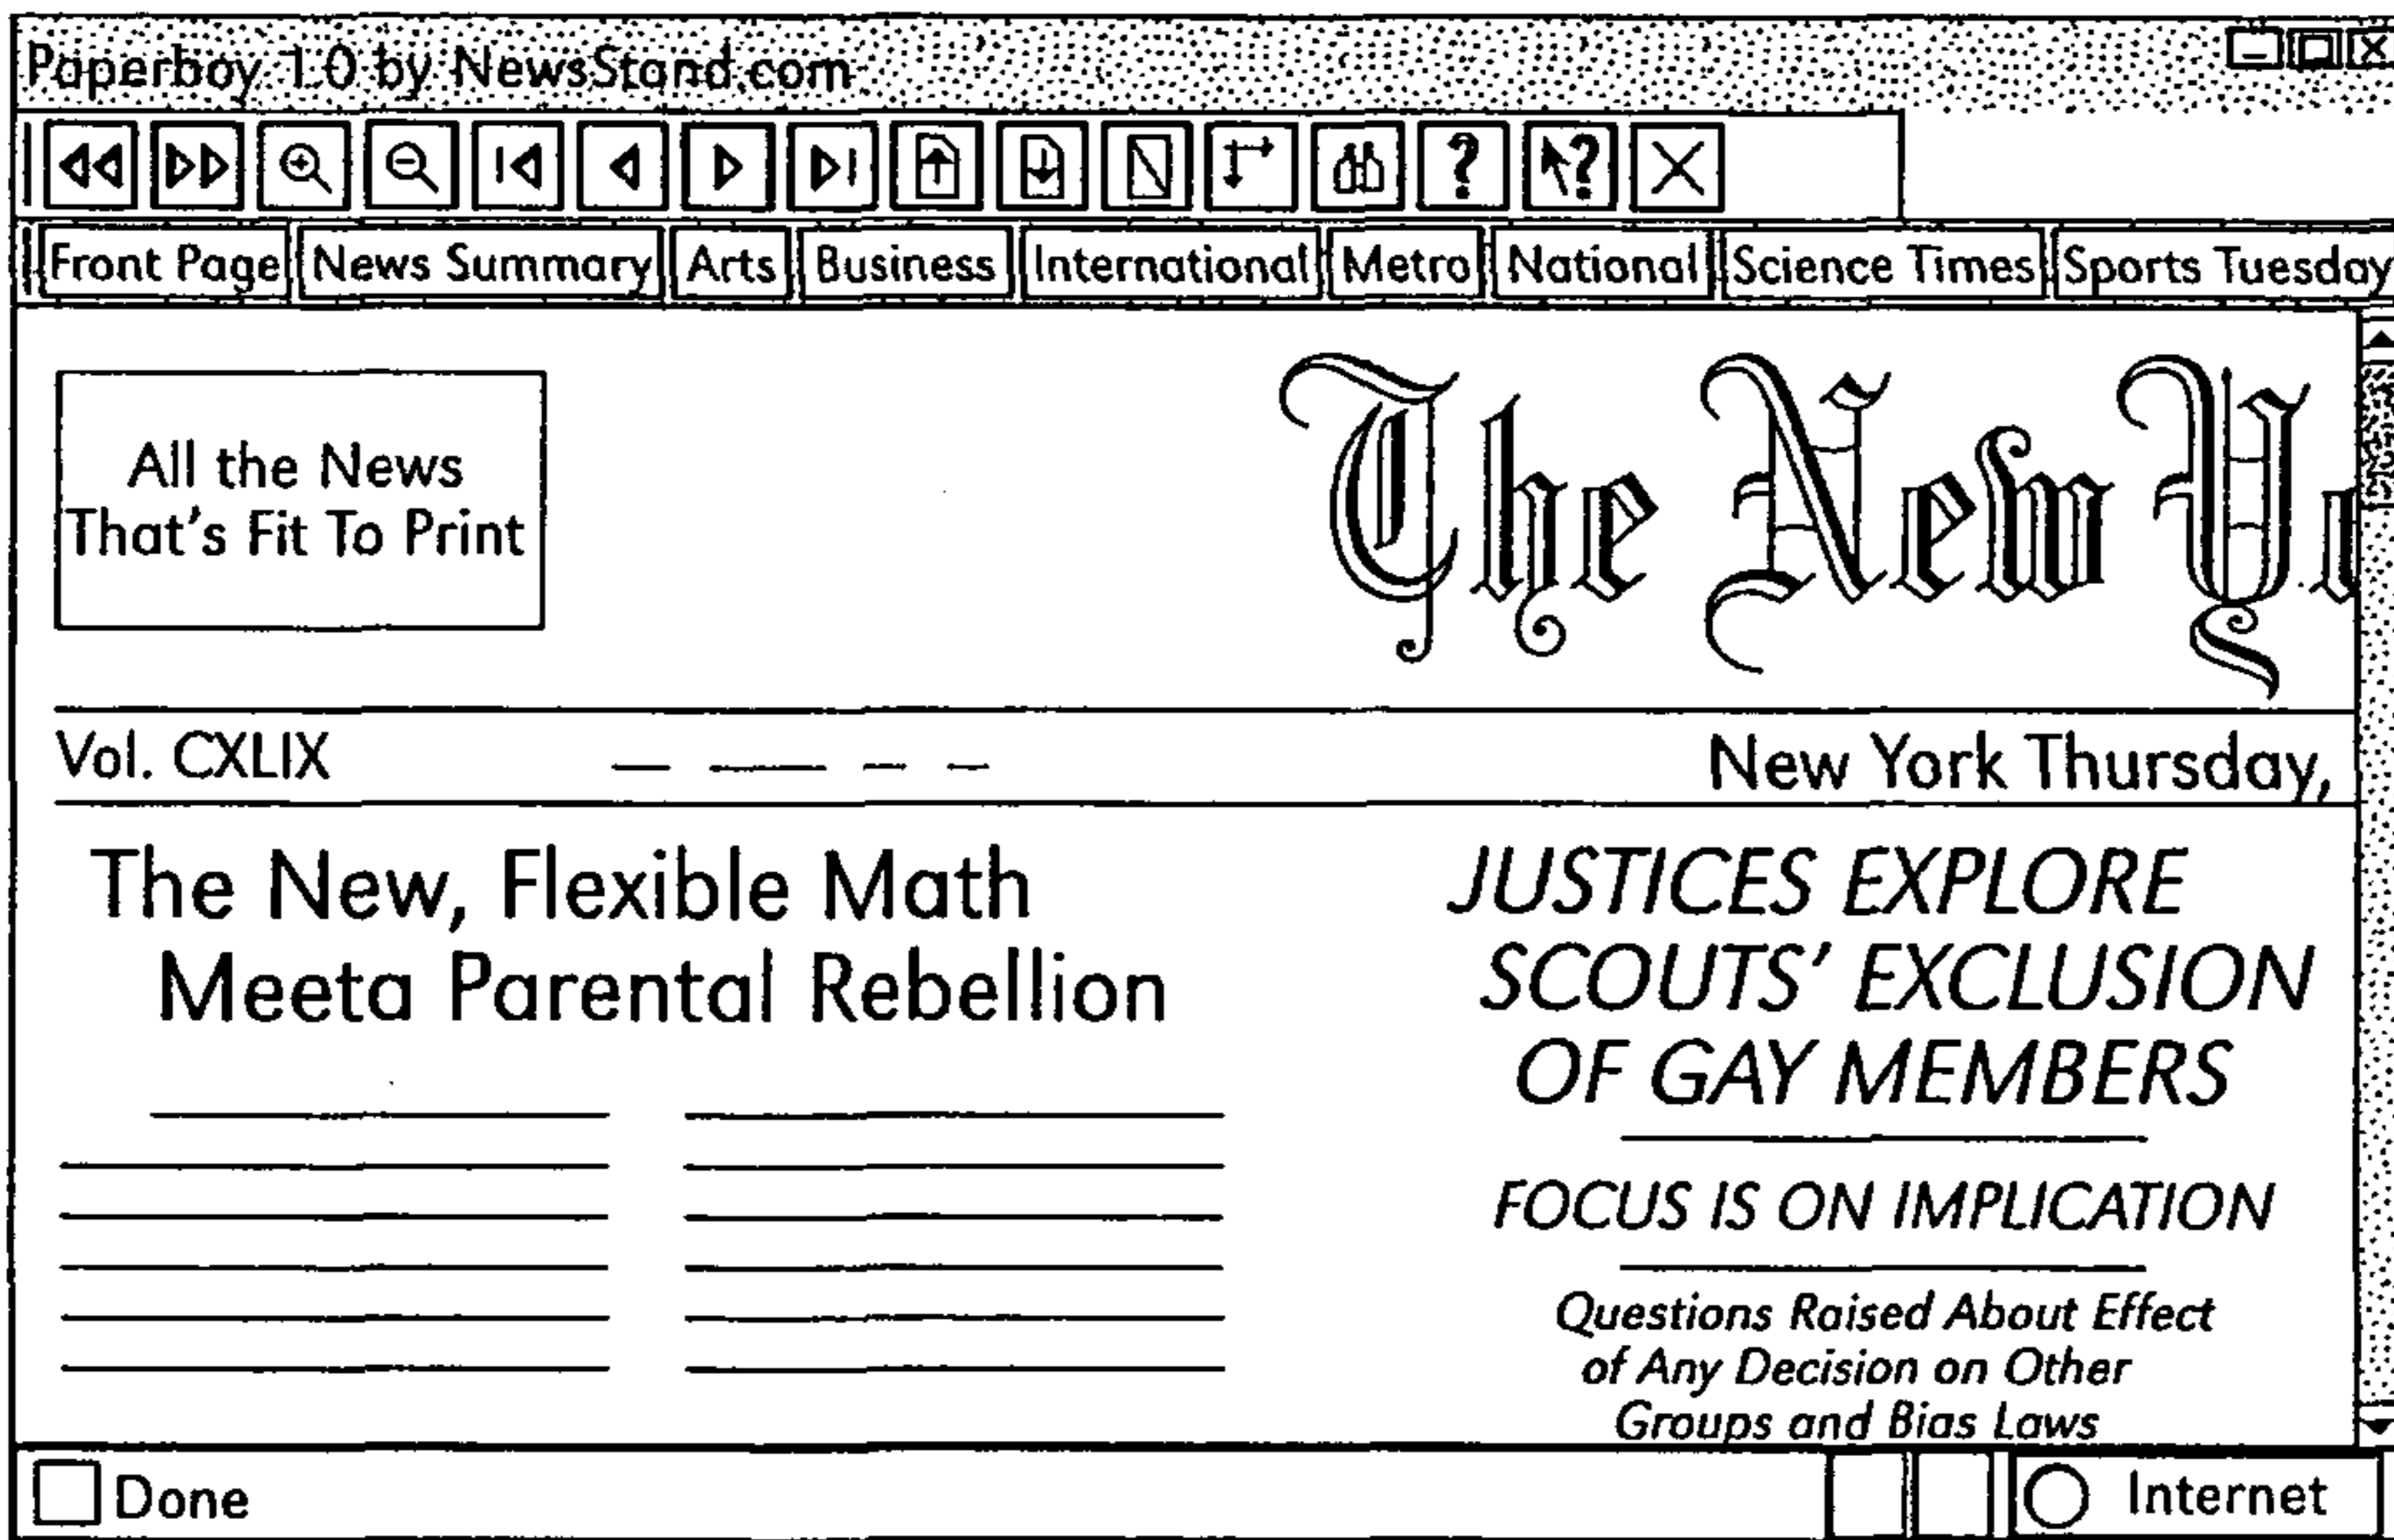 Paperboy 1.0 by NewsStand.com
Front Page News Summary Arts Business International Metro National Science Times Sports Tuesday
All the News
That's Fit To Print
The New Yo
Vol. CXLIX
New York Thursday,
The New, Flexible Math
Meeta Parental Rebellion
JUSTICES EXPLORE
SCOUTS' EXCLUSION
OF GAY MEMBERS
FOCUS IS ON IMPLICATION
Questions Raised About Effect
of Any Decision on Other
Groups and Bias Laws
Done
Internet